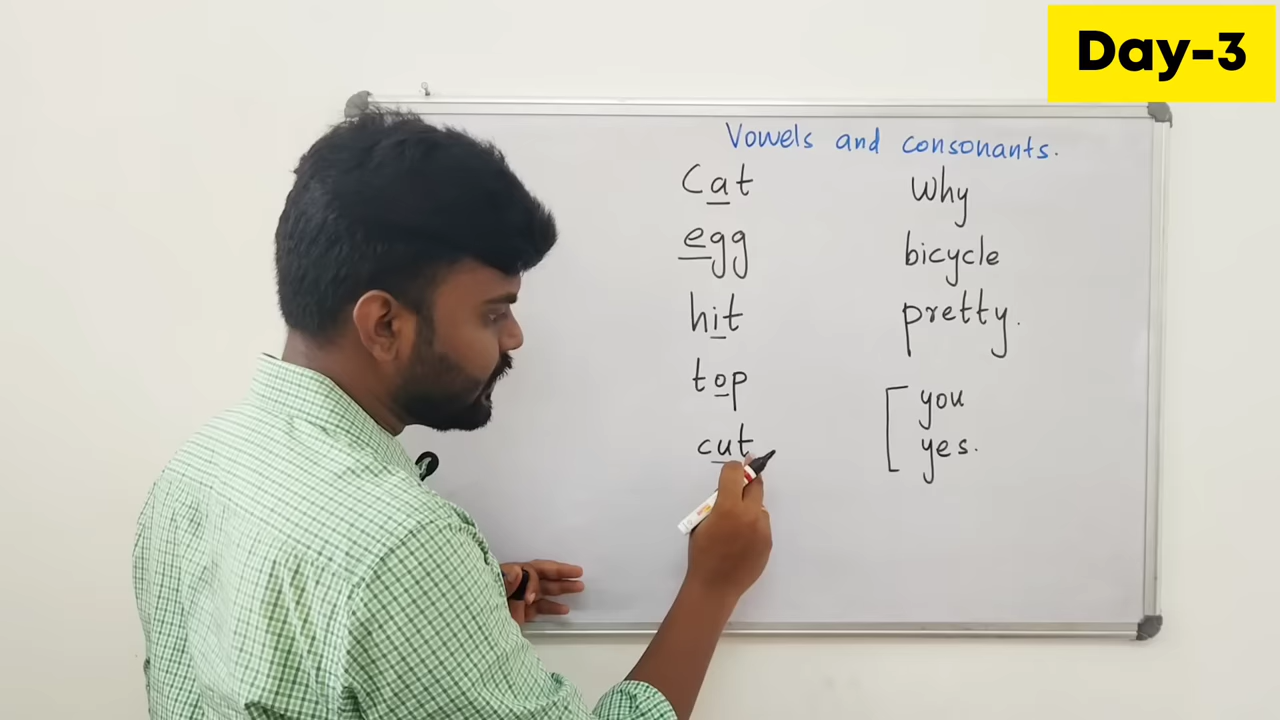 Day-3
Vowels and consonants.
Cat
egg
hit
top
cut
Why
bicycle
pretty.
you
yes.